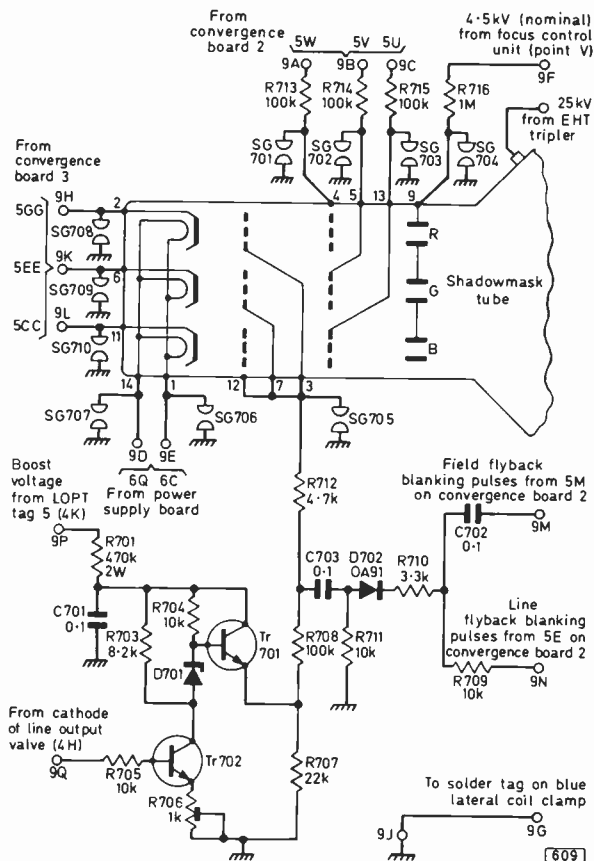 From
convergence
board 2
5W
5V
5U
9A
9B
9C
4·5kV (nominal)
from focus control
unit (point V)
9F
R713
100k
R714
100k
R715
100k
R716
1M
25kV
from EHT
tripler
SG
701
SG
702
SG
703
SG
704
From
convergence
board 3
9H
5GG
2
4
5
13
9
SG708
9K
5EE
6
SG709
9L
5CC
11
SG710
R
G
B
Shadowmask
tube
14
1
12
7
3
SG707
SG706
SG705
9D
9E
6Q
6C
From power
supply board
Boost
voltage
from LOPT
tag 5 (4K)
9P
R712
4·7k
Field flyback
blanking pulses from 5M
on convergence board 2
C702
0·1
9M
R701
470k
2W
C703
0·1
D702
OA91
R710
3·3k
C701
0·1
R703
8·2k
R704
10k
Tr
701
R708
100k
R711
10k
Line
flyback blanking
pulses from 5E on
convergence board 2
R709
10k
9N
D701
From cathode
of line output
valve (4H)
9Q
R705
10k
Tr702
R706
1k
R707
22k
To solder tag on blue
lateral coil clamp
9J
9G
609